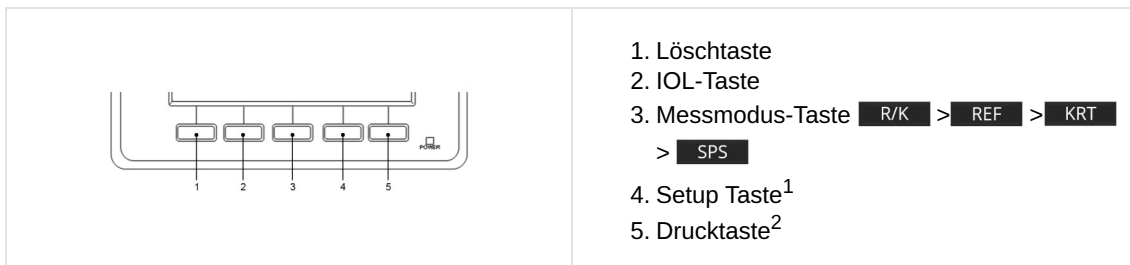 POWER
1 2 3 4 5
1. Löschtaste
2. IOL-Taste
3. Messmodus-Taste R/K > REF > KRT
> SPS
4. Setup Taste1
5. Drucktaste2